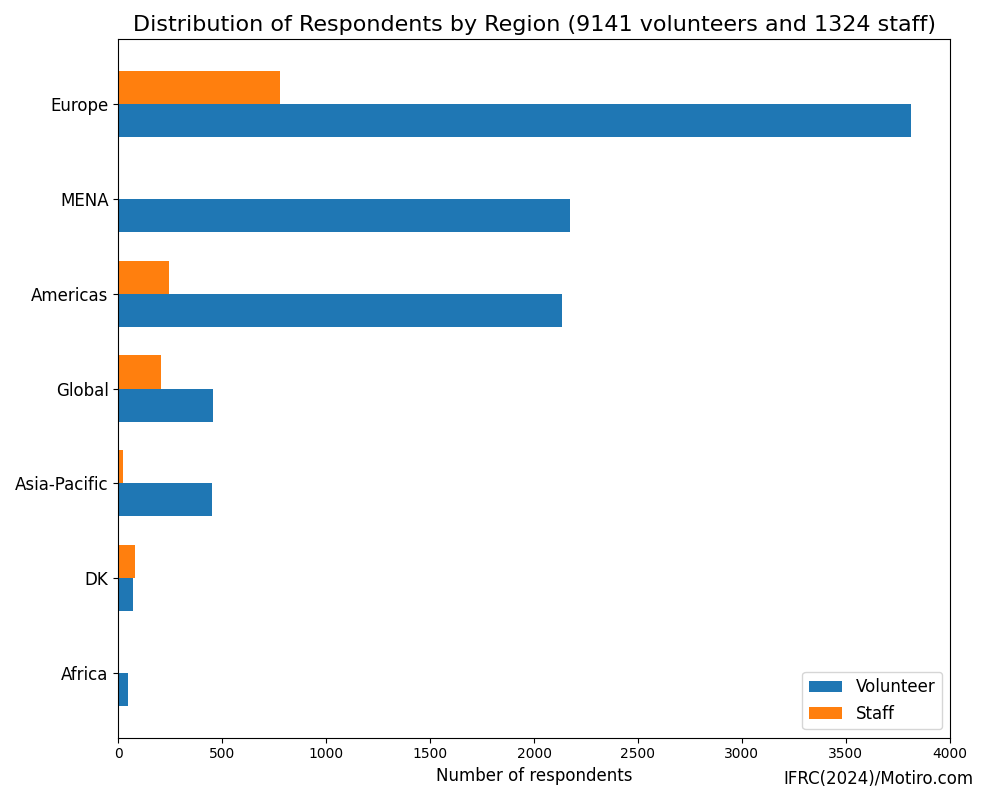 Distribution of Respondents by Region (9141 volunteers and 1324 staff)
Europe
MENA
Americas
Global
Asia-Pacific
DK
Africa
Volunteer
Staff
0 500 1000 1500 2000 2500 3000 3500 4000
Number of respondents
IFRC(2024)/Motiro.com